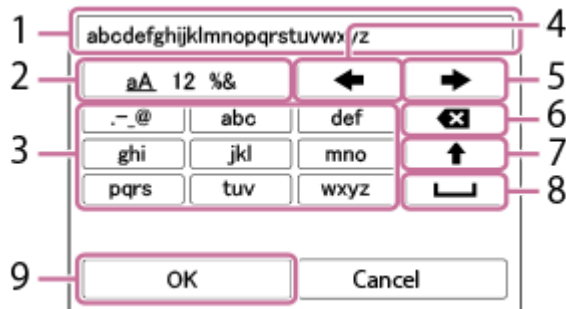 1 abcdefghijklmnopqrstuvwxyz 4
2 aA 12 %& 5
.-_@ abc def 6
3 ghi jkl mno 7
pqrs tuv wxyz 8
9 OK Cancel